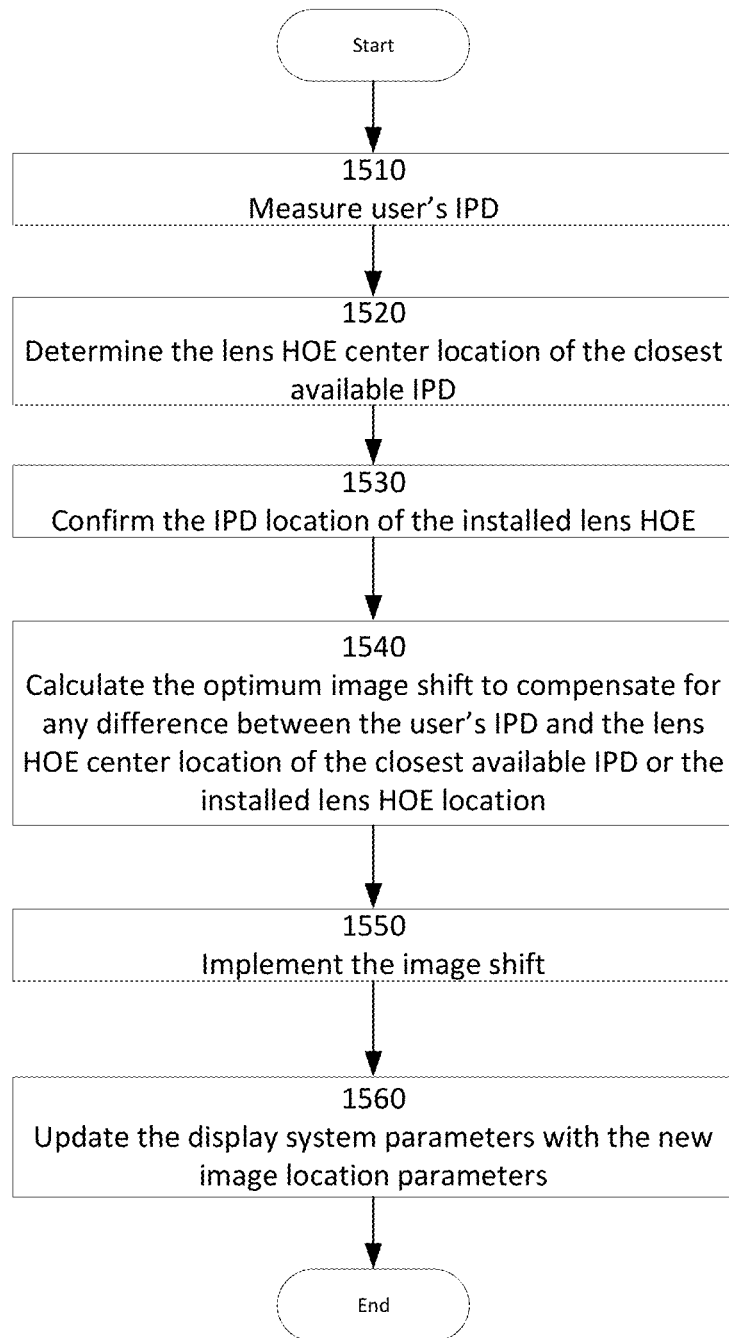 Start
1510
Measure user's IPD
1520
Determine the lens HOE center location of the closest
available IPD
1530
Confirm the IPD location of the installed lens HOE
1540
Calculate the optimum image shift to compensate for
any difference between the user's IPD and the lens
HOE center location of the closest available IPD or the
installed lens HOE location
1550
Implement the image shift
1560
Update the display system parameters with the new
image location parameters
End